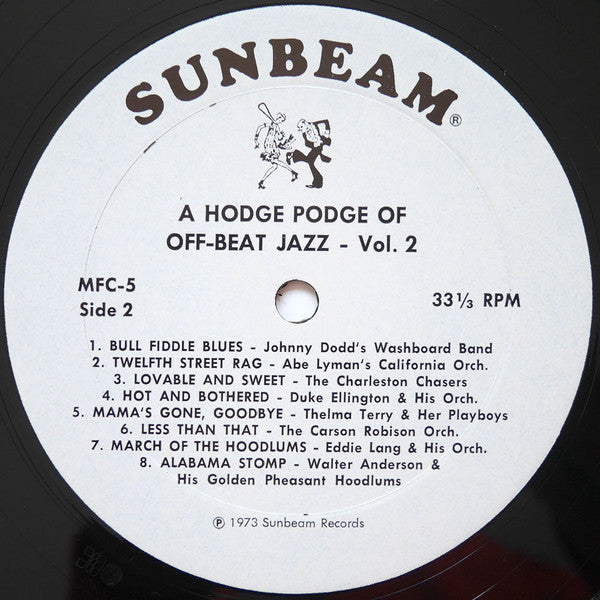 SUNBEAM®
A HODGE PODGE OF
OFF-BEAT JAZZ - Vol. 2
MFC-5
Side 2
33⅓ RPM
1. BULL FIDDLE BLUES - Johnny Dodd's Washboard Band
2. TWELFTH STREET RAG - Abe Lyman's California Orch.
3. LOVABLE AND SWEET - The Charleston Chasers
4. HOT AND BOTHERED - Duke Ellington & His Orch.
5. MAMA'S GONE, GOODBYE - Thelma Terry & Her Playboys
6. LESS THAN THAT - The Carson Robison Orch.
7. MARCH OF THE HOODLUMS - Eddie Lang & His Orch.
8. ALABAMA STOMP - Walter Anderson &
His Golden Pheasant Hoodlums
℗ 1973 Sunbeam Records